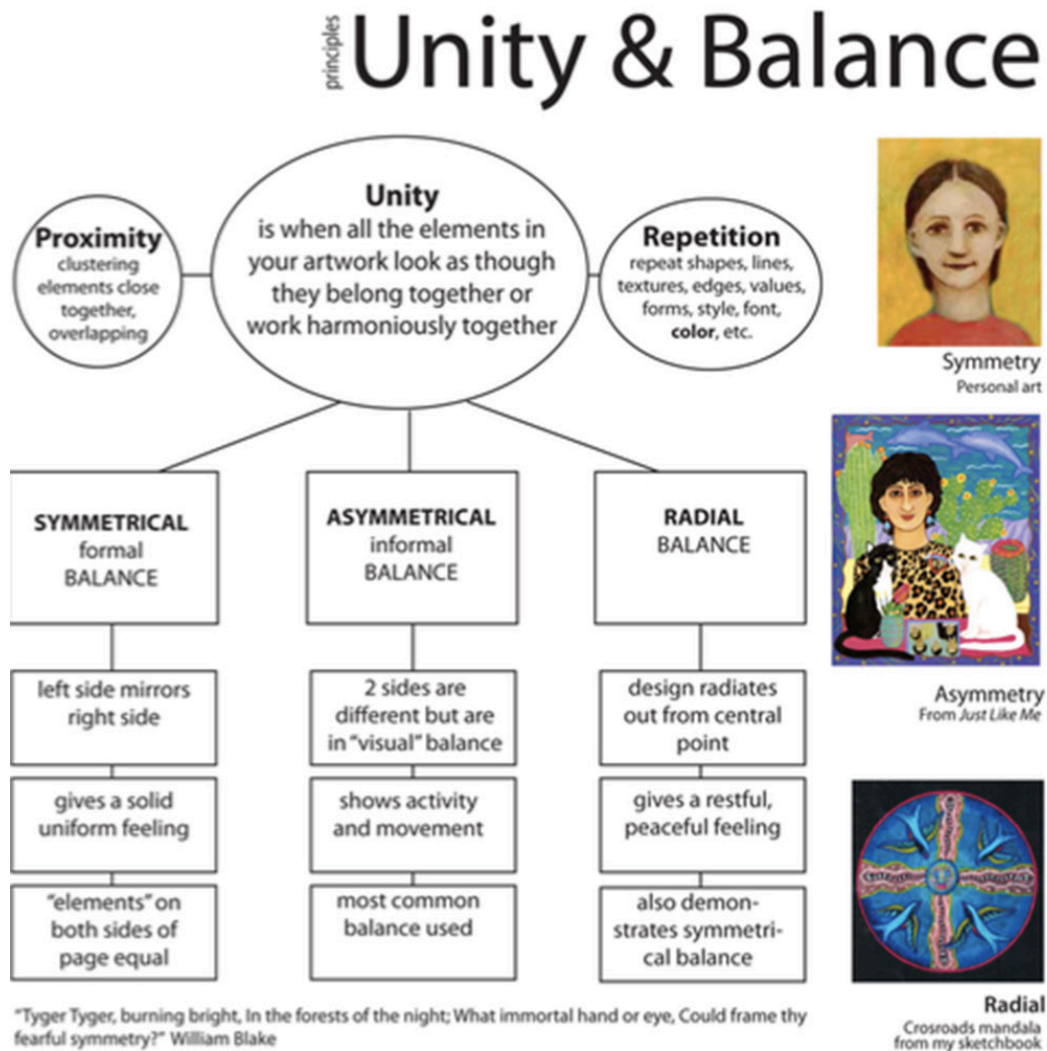 principles
Unity & Balance
Proximity
clustering
elements close
together,
overlapping
Unity
is when all the elements in
your artwork look as though
they belong together or
work harmoniously together
Repetition
repeat shapes, lines,
textures, edges, values,
forms, style, font,
color, etc.
Symmetry
Personal art
SYMMETRICAL
formal
BALANCE
left side mirrors
right side
gives a solid
uniform feeling
"elements" on
both sides of
page equal
ASYMMETRICAL
informal
BALANCE
2 sides are
different but are
in "visual" balance
shows activity
and movement
most common
balance used
RADIAL
BALANCE
design radiates
out from central
point
gives a restful,
peaceful feeling
also demon-
strates symmetri-
cal balance
Asymmetry
From Just Like Me
Radial
Crosroads mandala
from my sketchbook
"Tyger Tyger, burning bright, In the forests of the night; What immortal hand or eye, Could frame thy
fearful symmetry?" William Blake